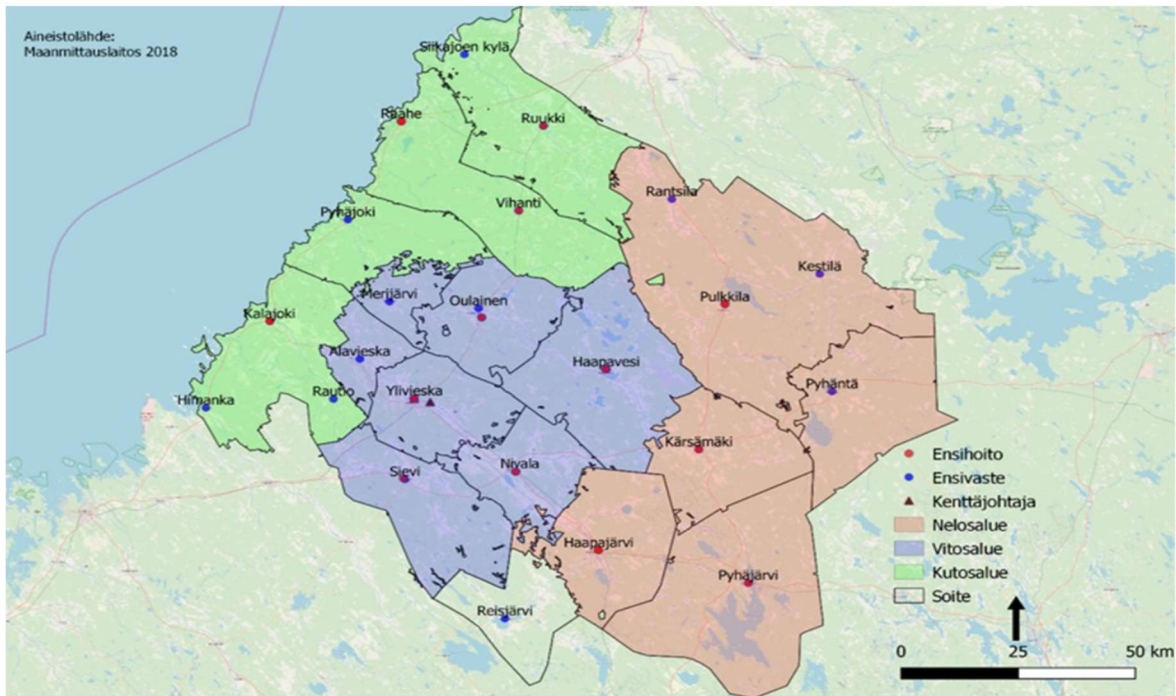 Aineistolähde:
Maanmittauslaitos 2018
Siikajoen kylä
Raahe
Ruukki
Rantsila
Vihanti
Pyhäjoki
Kestilä
Merijärvi
Oulainen
Pulkkila
Kalajoki
Alavieska
Haapavesi
Ylivieska
Pyhäntä
Himanka
Rautio
Kärsämäki
Sievi
Nivala
Haapajärvi
Pyhäjärvi
Reisjärvi
Ensihoito
Ensivaste
Kenttäjohtaja
Nelosalue
Vitosalue
Kutosalue
Soite
0 25 50 km